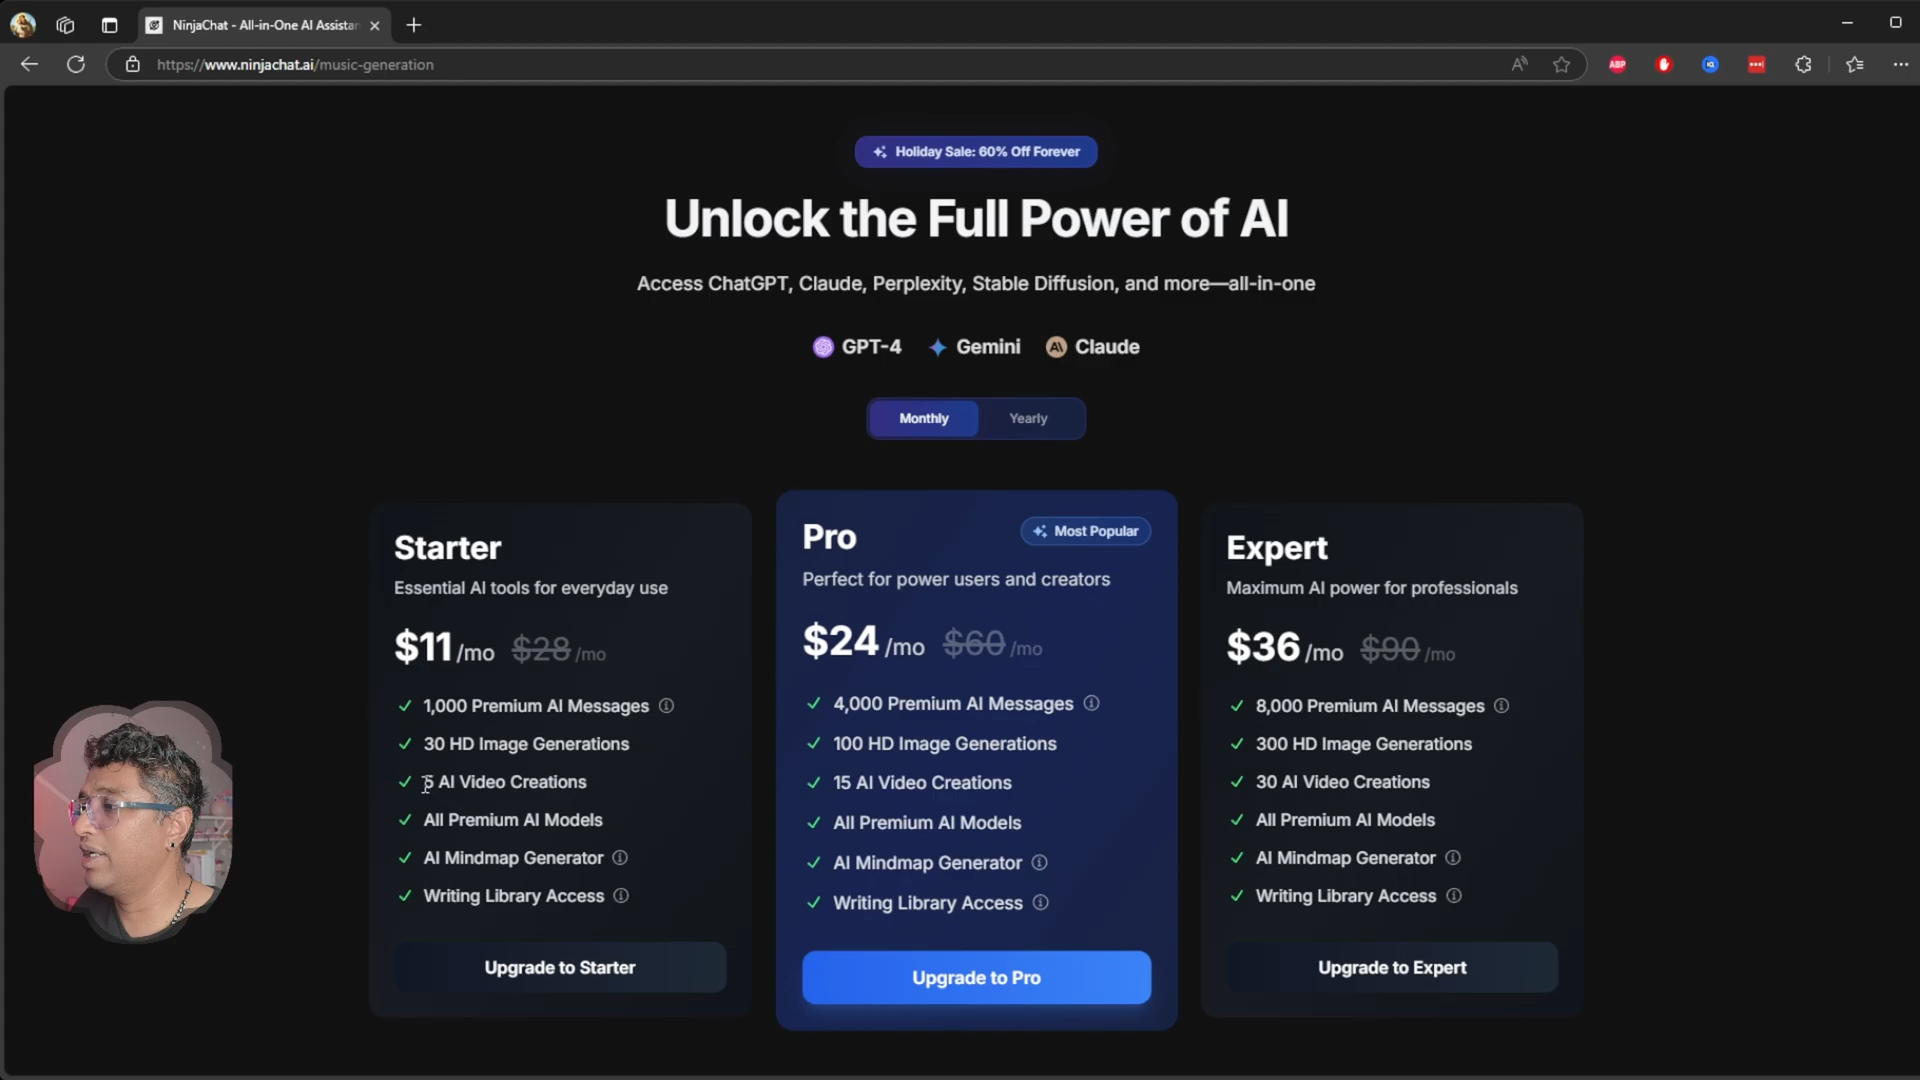 NinjaChat - All-in-One AI Assistan
https://www.ninjachat.ai/music-generation
ABP
Holiday Sale: 60% Off Forever
Unlock the Full Power of AI
Access ChatGPT, Claude, Perplexity, Stable Diffusion, and more—all-in-one
GPT-4 Gemini Claude
Monthly Yearly
Starter
Essential AI tools for everyday use
$11/mo $28/mo
1,000 Premium AI Messages
30 HD Image Generations
5 AI Video Creations
All Premium AI Models
AI Mindmap Generator
Writing Library Access
Upgrade to Starter
Pro
Most Popular
Perfect for power users and creators
$24/mo $60/mo
4,000 Premium AI Messages
100 HD Image Generations
15 AI Video Creations
All Premium AI Models
AI Mindmap Generator
Writing Library Access
Upgrade to Pro
Expert
Maximum AI power for professionals
$36/mo $90/mo
8,000 Premium AI Messages
300 HD Image Generations
30 AI Video Creations
All Premium AI Models
AI Mindmap Generator
Writing Library Access
Upgrade to Expert